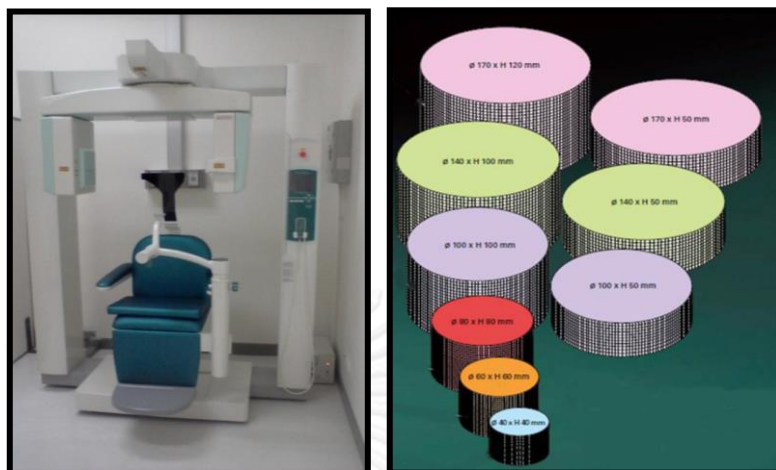 ø 170 x H 120 mm
ø 170 x H 50 mm
ø 140 x H 100 mm
ø 140 x H 50 mm
ø 100 x H 100 mm
ø 100 x H 50 mm
ø 80 x H 80 mm
ø 60 x H 60 mm
ø 40 x H 40 mm